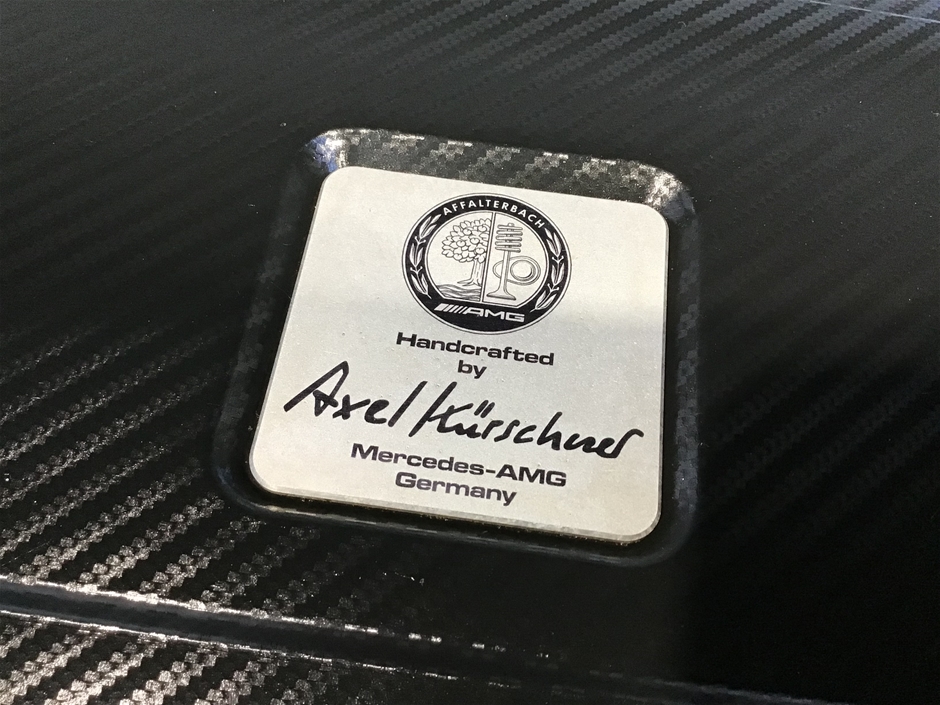 AFFALTERBACH
AMG
Handcrafted
by
Axel Kürschner
Mercedes-AMG
Germany